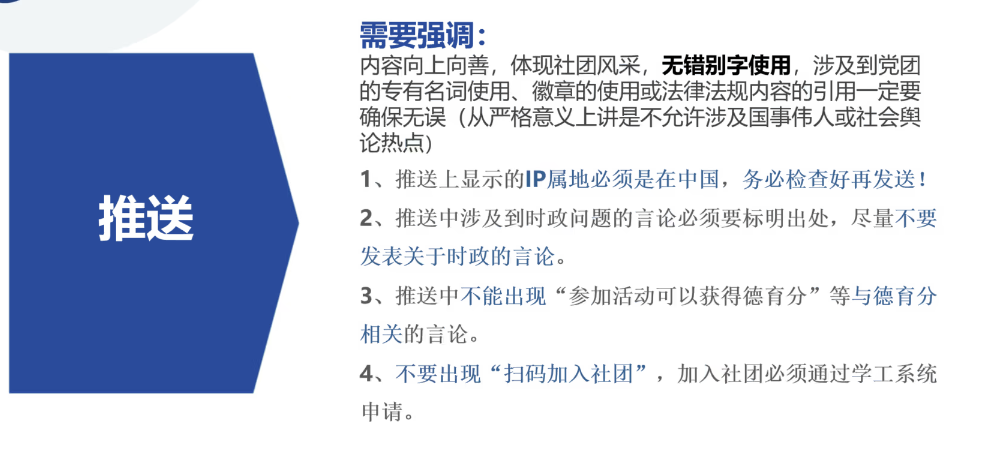 推送
需要强调：
内容向上向善，体现社团风采，无错别字使用，涉及到党团
的专有名词使用、徽章的使用或法律法规内容的引用一定要
确保无误（从严格意义上讲是不允许涉及国事伟人或社会舆
论热点）
1、推送上显示的IP属地必须是在中国，务必检查好再发送！
2、推送中涉及到时政问题的言论必须要标明出处，尽量不要
发表关于时政的言论。
3、推送中不能出现“参加活动可以获得德育分”等与德育分
相关的言论。
4、不要出现“扫码加入社团”，加入社团必须通过学工系统
申请。